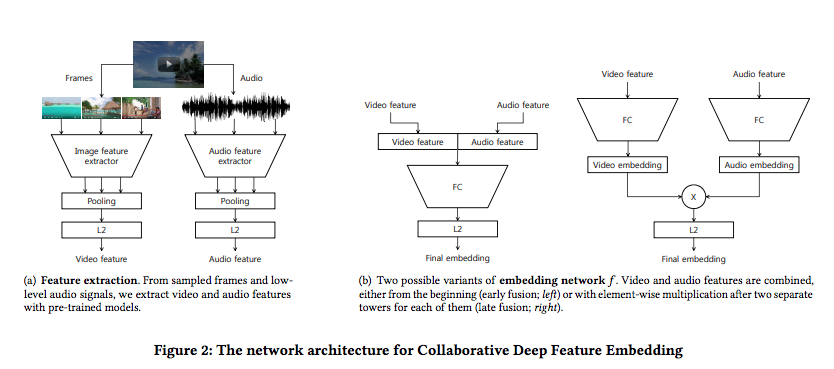 Frames
Audio
Image feature
extractor
Audio feature
extractor
Pooling
Pooling
L2
L2
Video feature
Audio feature
(a) Feature extraction. From sampled frames and low-
level audio signals, we extract video and audio features
with pre-trained models.
Video feature
Audio feature
Video feature
Audio feature
FC
L2
Final embedding
Video feature
Audio feature
FC
FC
Video embedding
Audio embedding
X
L2
Final embedding
(b) Two possible variants of embedding network f. Video and audio features are combined,
either from the beginning (early fusion; left) or with element-wise multiplication after two separate
towers for each of them (late fusion; right).
Figure 2: The network architecture for Collaborative Deep Feature Embedding